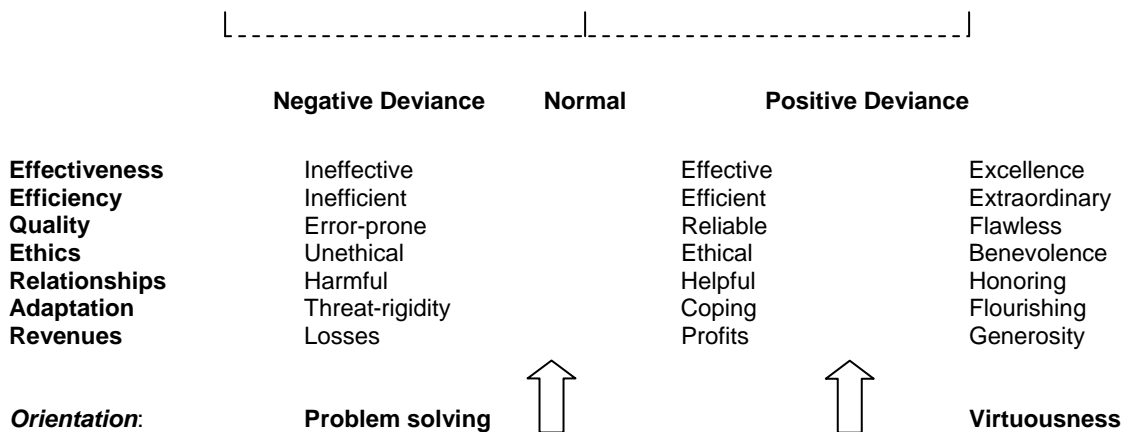 Negative Deviance Normal Positive Deviance
Effectiveness Ineffective Effective Excellence
Efficiency Inefficient Efficient Extraordinary
Quality Error-prone Reliable Flawless
Ethics Unethical Ethical Benevolence
Relationships Harmful Helpful Honoring
Adaptation Threat-rigidity Coping Flourishing
Revenues Losses Profits Generosity
Orientation: Problem solving Virtuousness